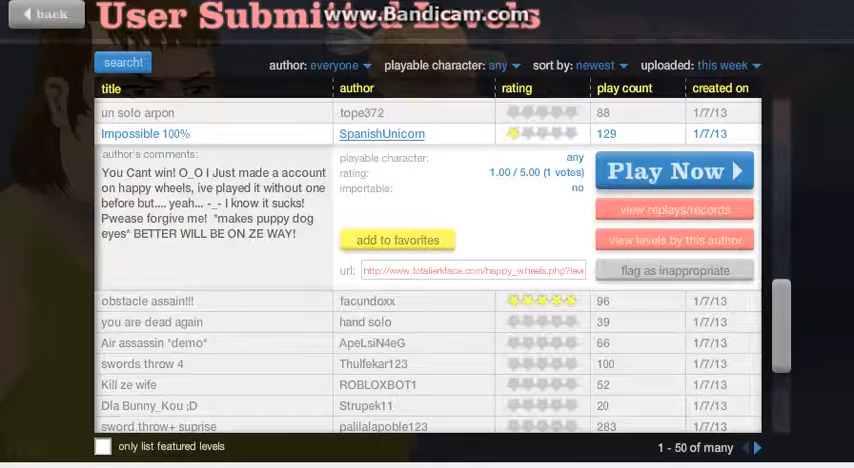 back
User Submitted Levels
www.Bandicam.com
search!
author: everyone playable character: any sort by: newest uploaded: this week
title author rating play count created on
un solo arpon tope372 88 1/7/13
Impossible 100% SpanishUnicorn 129 1/7/13
author's comments:
You Cant win! O_O I Just made a account
on happy wheels, ive played it without one
before but.... yeah... -_- I know it sucks!
Pwease forgive me! *makes puppy dog
eyes* BETTER WILL BE ON ZE WAY!
playable character: any
rating: 1.00 / 5.00 (1 votes)
importable: no
add to favorites
url: http://www.totaljerkface.com/happy_wheels.php?leve
Play Now
view replays/records
view levels by this author
flag as inappropriate
obstacle assain!!! facundoxx 96 1/7/13
you are dead again hand solo 39 1/7/13
Air assassin *demo* ApeLsiN4eG 66 1/7/13
swords throw 4 Thulfekar123 100 1/7/13
Kill ze wife ROBLOXBOT1 52 1/7/13
Dla Bunny_Kou ;D Strupek11 20 1/7/13
sword throw+ suprise palilalapoble123 283 1/7/13
only list featured levels
1 - 50 of many